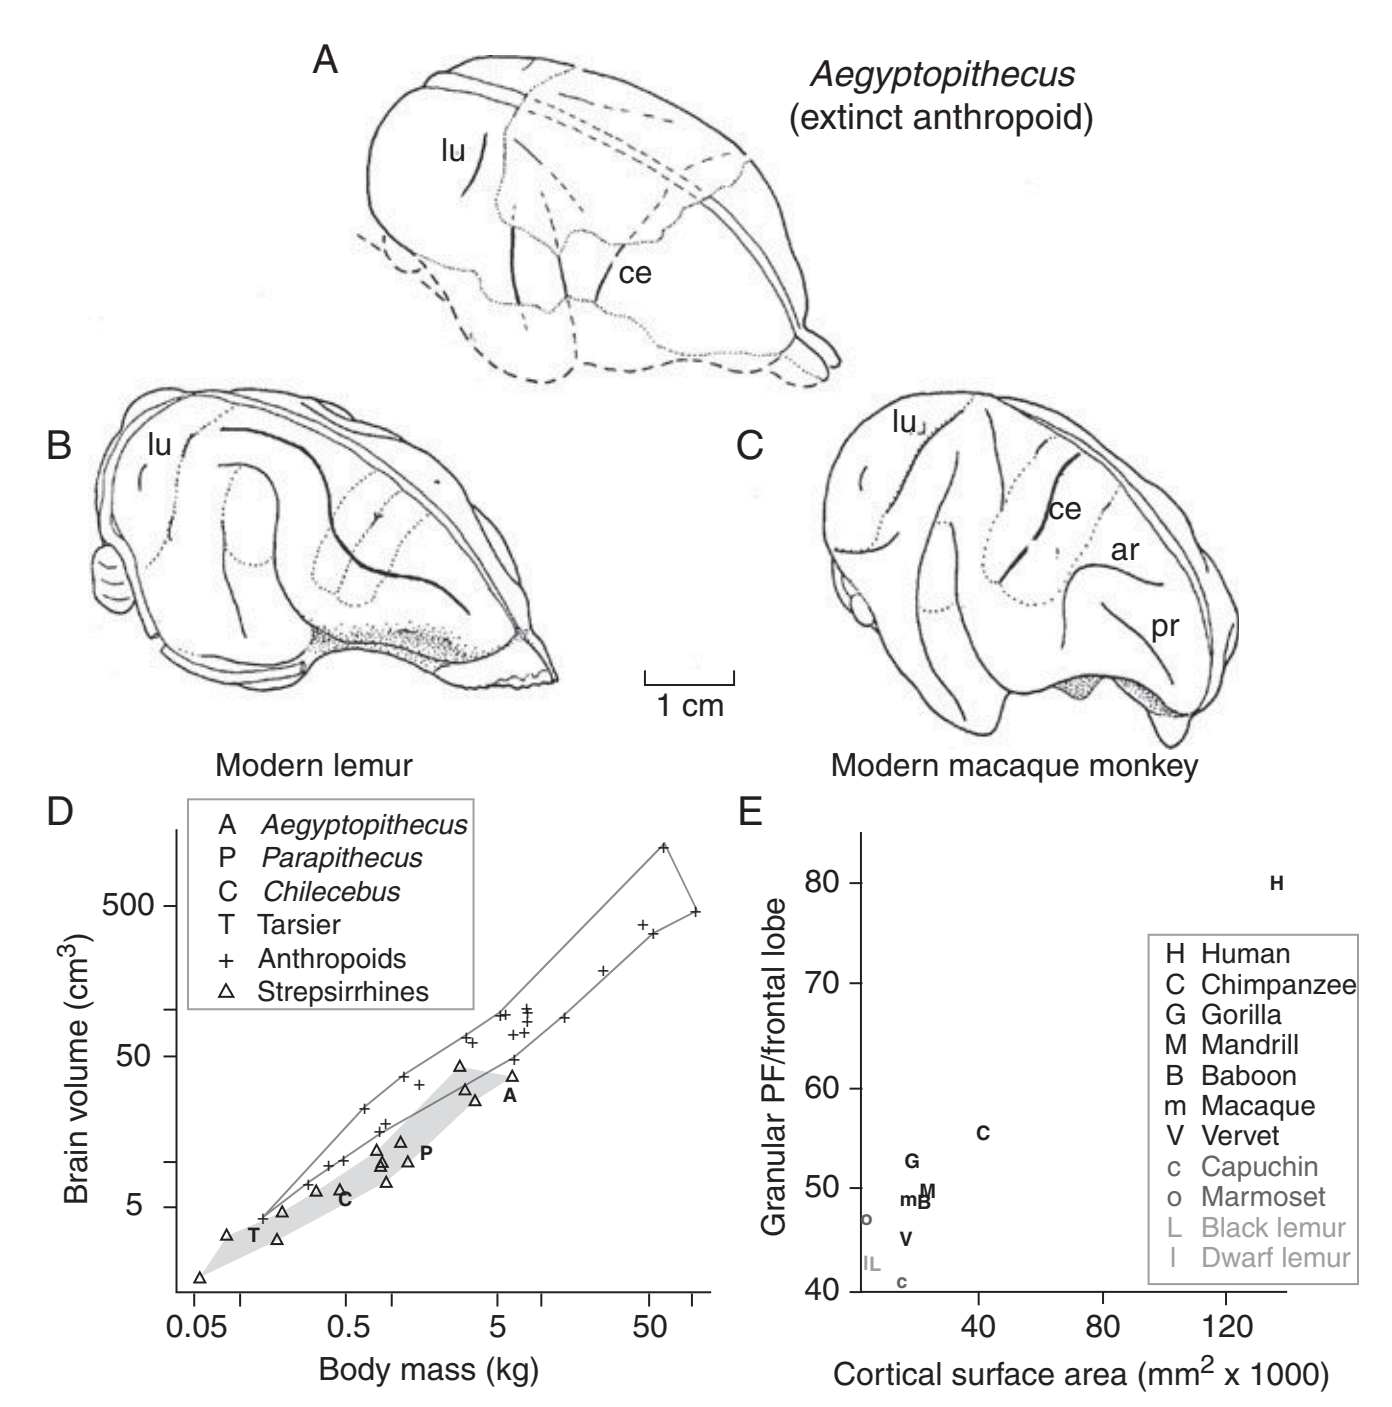 A
Aegyptopithecus
(extinct anthropoid)
lu
ce
B
lu
C
lu
ce
ar
pr
1 cm
Modern lemur
Modern macaque monkey
D
A Aegyptopithecus
P Parapithecus
C Chilecebus
T Tarsier
+ Anthropoids
△ Strepsirrhines
Brain volume (cm³)
500
50
5
A
P
C
T
0.05 0.5 5 50
Body mass (kg)
E
Granular PF/frontal lobe
80
70
60
50
40
H
C
G
M
m B
o
V
l L
c
H Human
C Chimpanzee
G Gorilla
M Mandrill
B Baboon
m Macaque
V Vervet
c Capuchin
o Marmoset
L Black lemur
l Dwarf lemur
40 80 120
Cortical surface area (mm² x 1000)